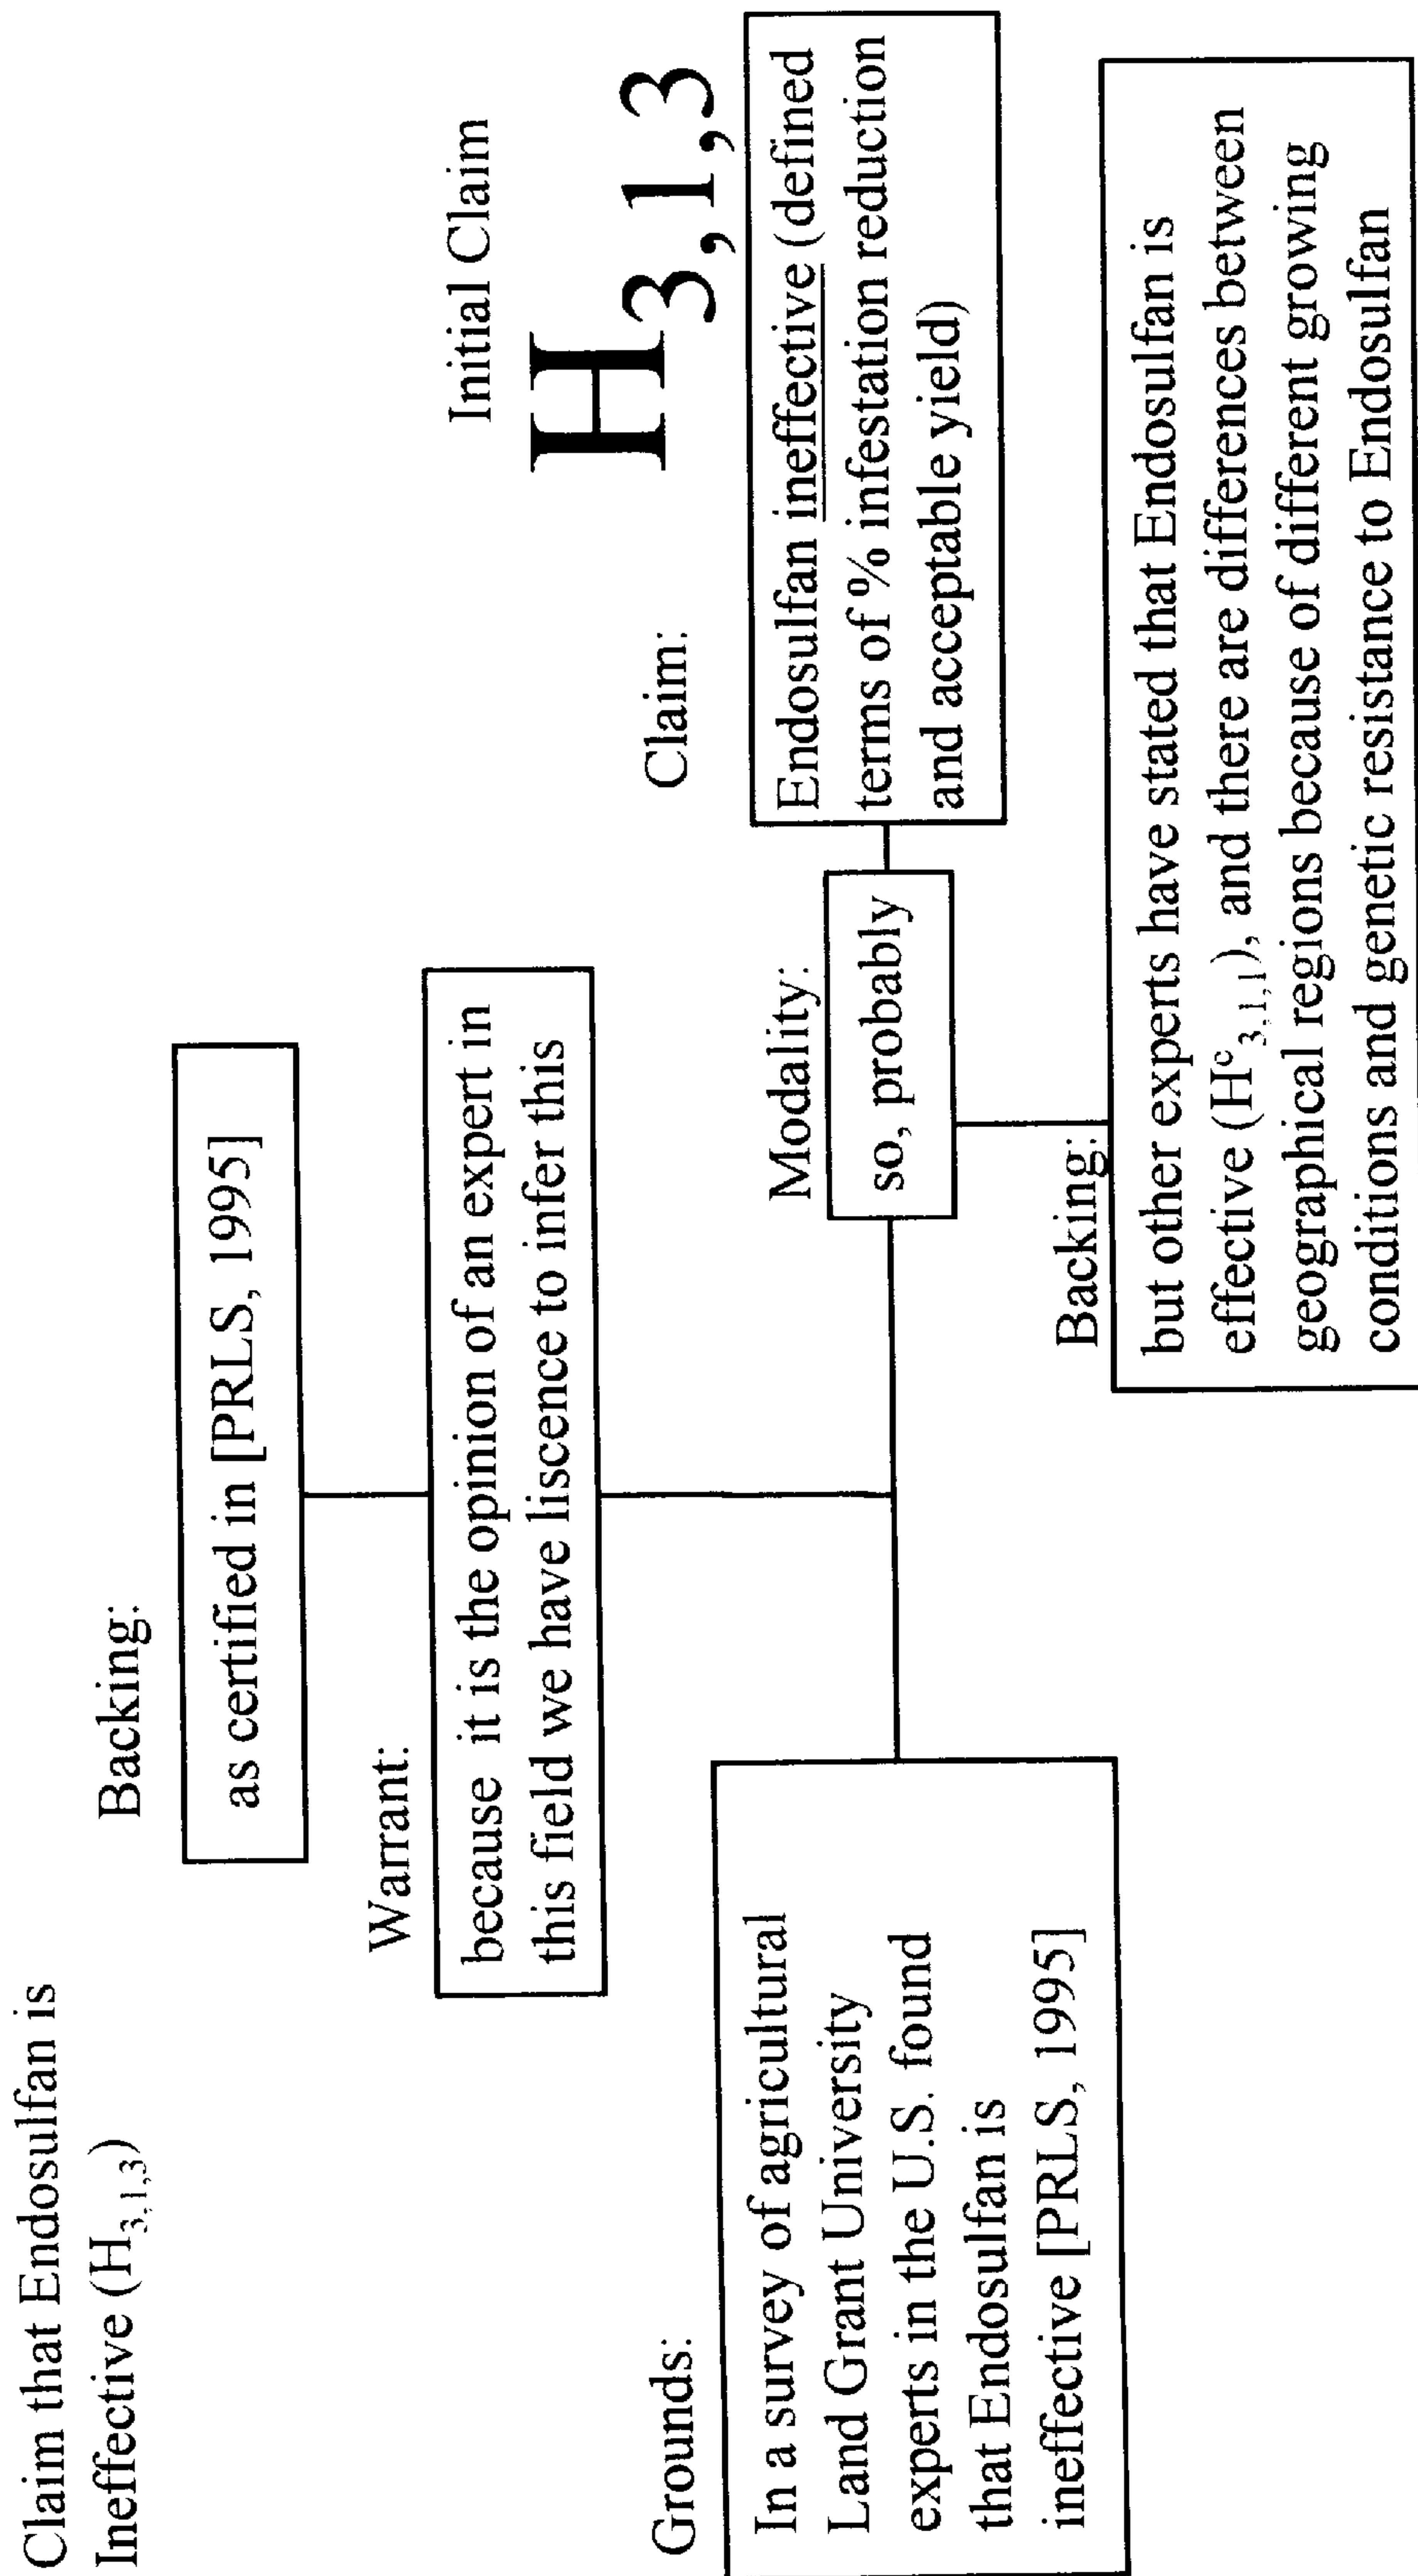 Claim that Endosulfan is
Ineffective (H3,1,3)
Backing:
as certified in [PRLS, 1995]
Warrant:
because it is the opinion of an expert in
this field we have liscence to infer this
Initial Claim
H3,1,3
Grounds:
In a survey of agricultural
Land Grant University
experts in the U.S. found
that Endosulfan is
ineffective [PRLS, 1995]
Modality:
so, probably
Claim:
Endosulfan ineffective (defined
terms of % infestation reduction
and acceptable yield)
Backing:
but other experts have stated that Endosulfan is
effective (Hc3,1,1), and there are differences between
geographical regions because of different growing
conditions and genetic resistance to Endosulfan